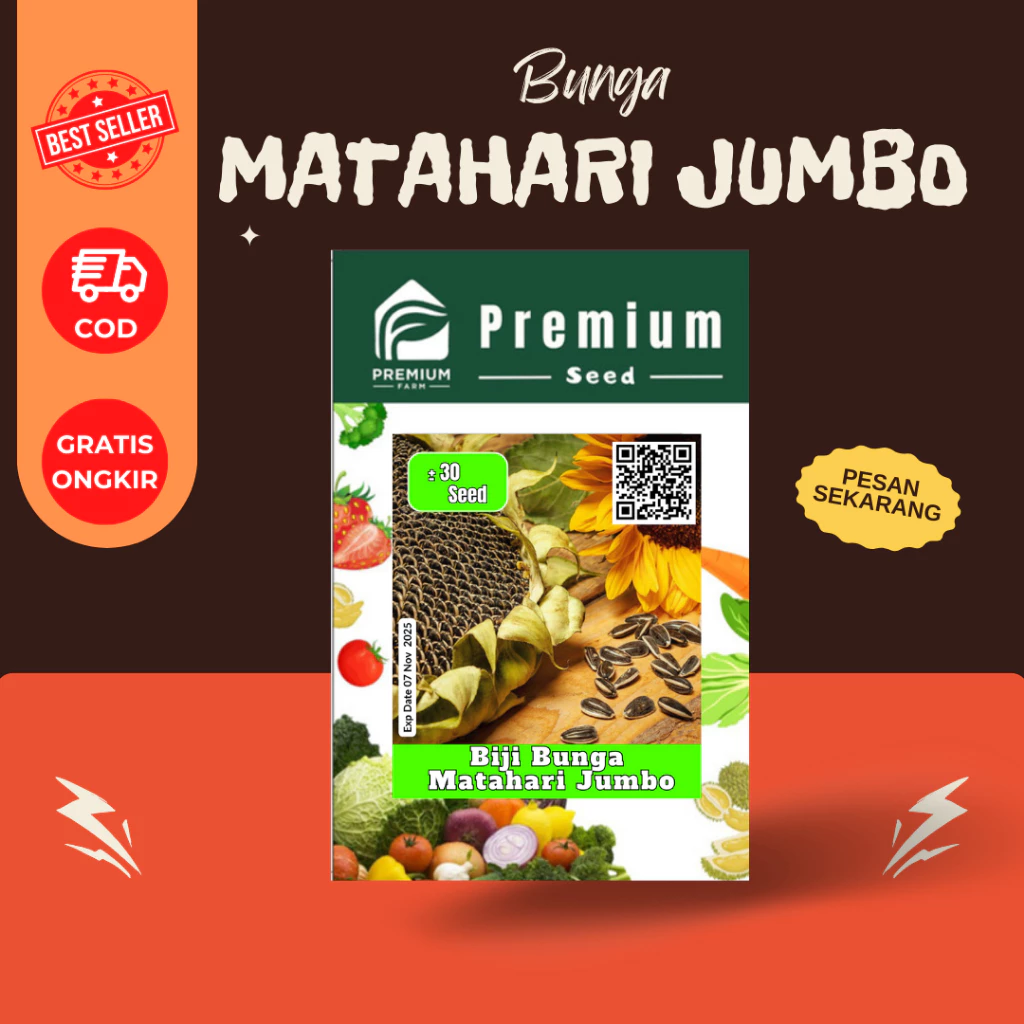 Bunga
MATAHARI JUMBO
BEST SELLER
COD
GRATIS
ONGKIR
PREMIUM
FARM
Premium
Seed
± 30
Seed
Exp Date 07 Nov 2025
Biji Bunga
Matahari Jumbo
PESAN
SEKARANG